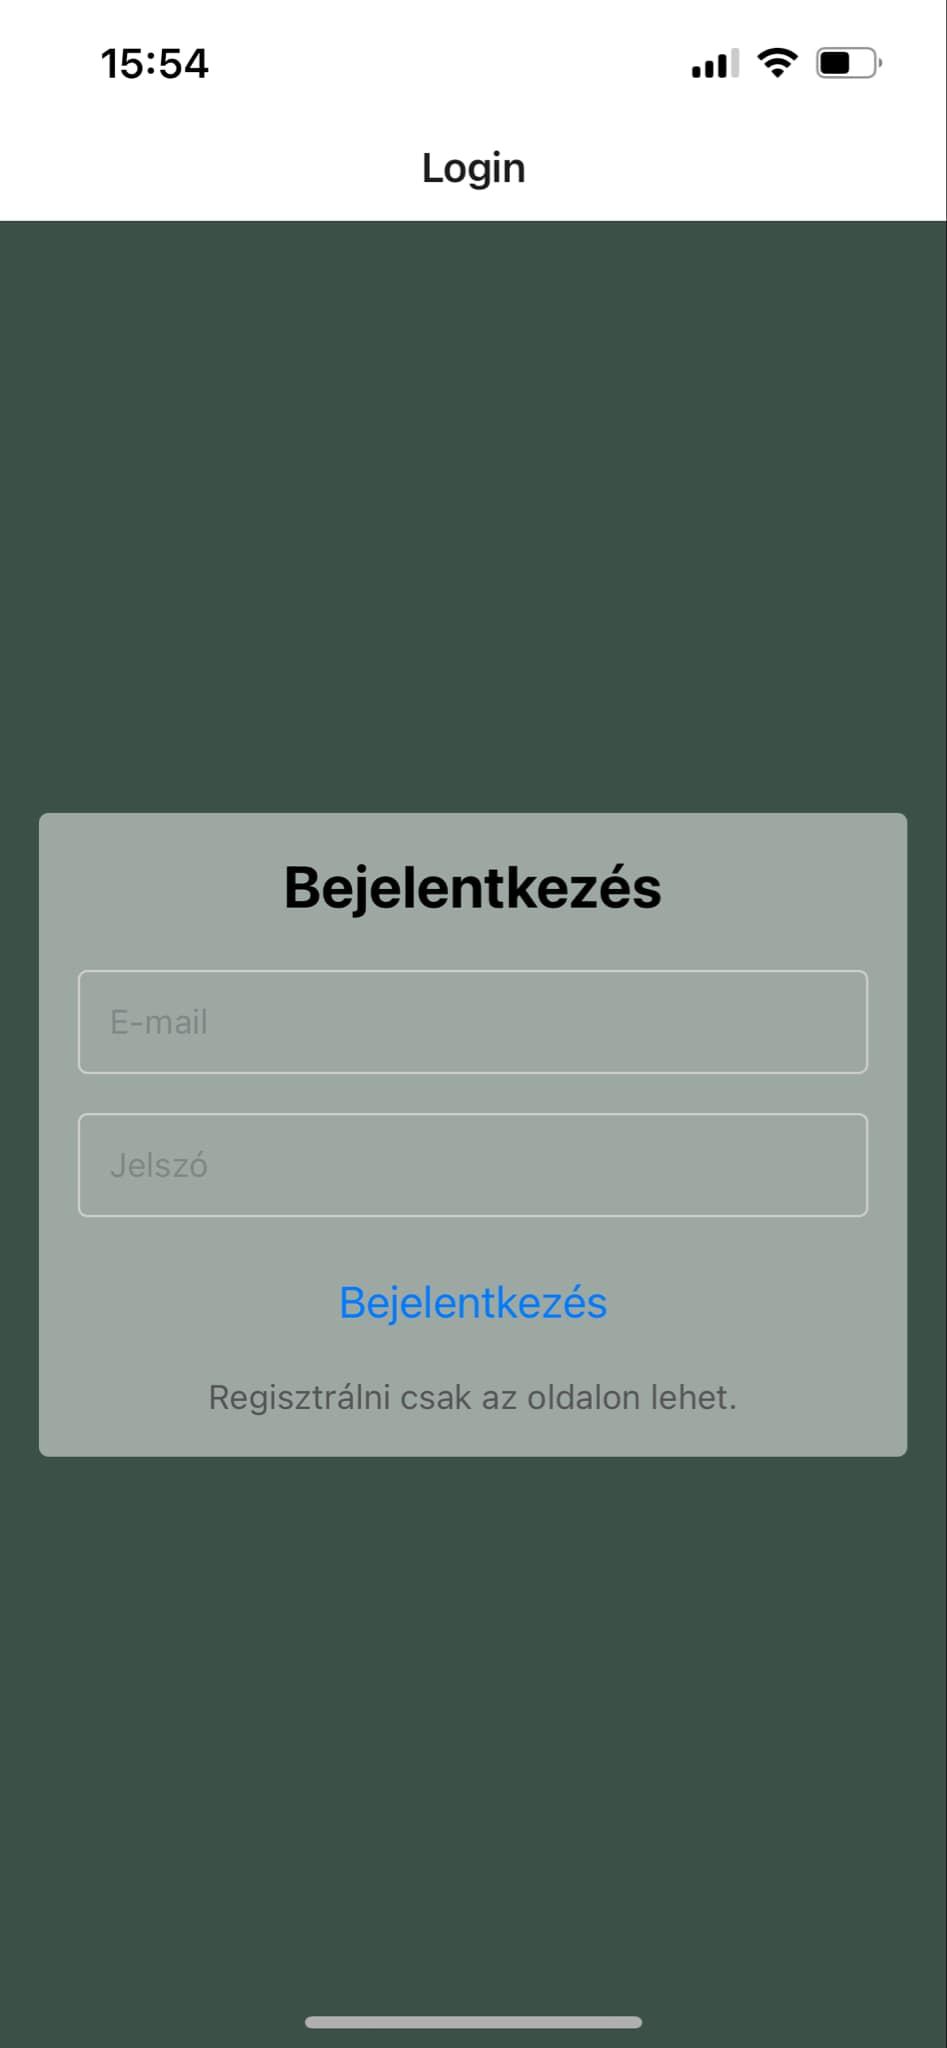 15:54
Login
Bejelentkezés
E-mail
Jelszó
Bejelentkezés
Regisztrálni csak az oldalon lehet.